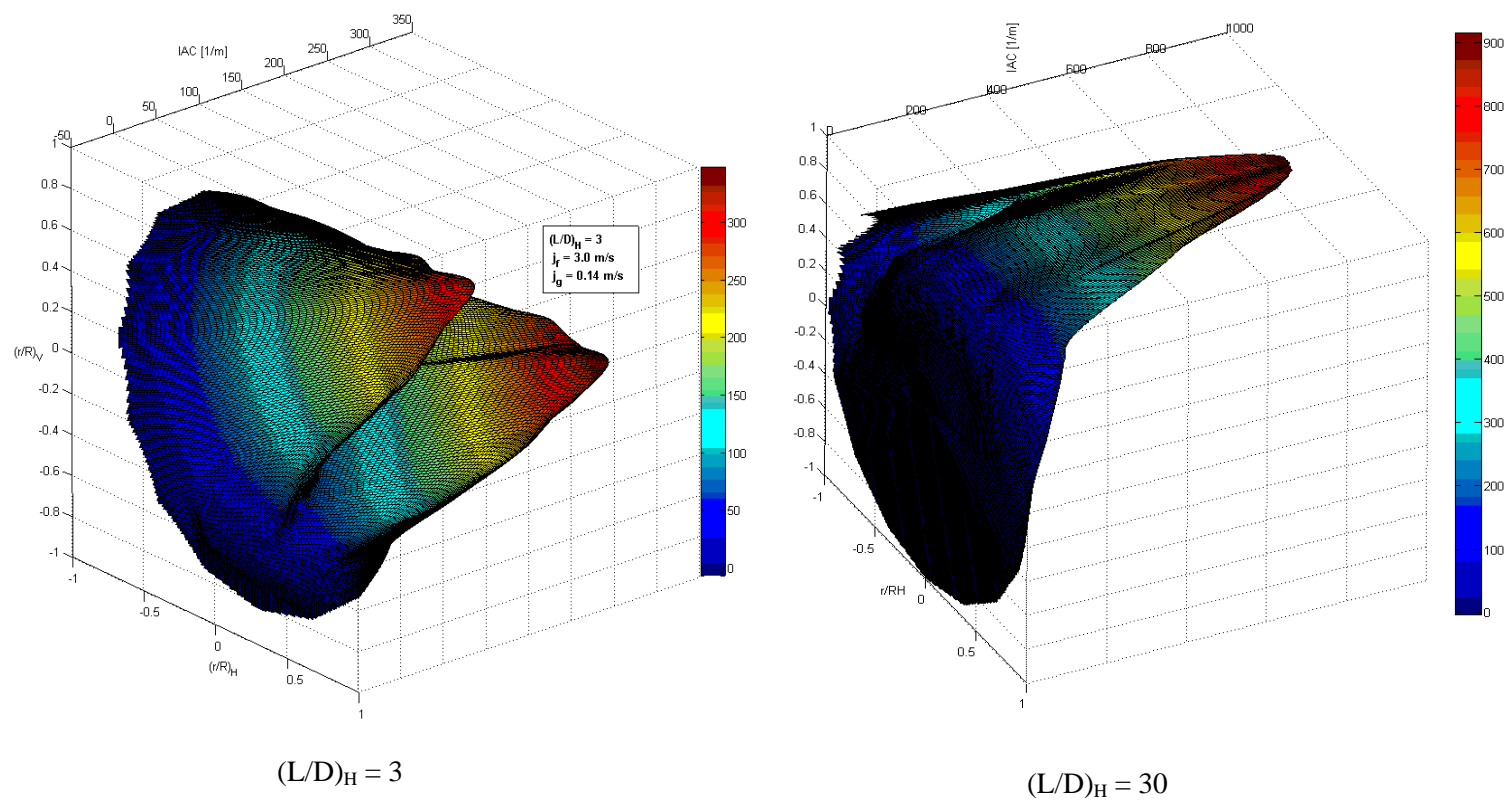 IAC [1/m]
-50 0 50 100 150 200 250 300 350
1
0.8
0.6
0.4
0.2
0
-0.2
-0.4
-0.6
-0.8
-1
(r/R)V
-1 -0.5 0 0.5 1
(r/R)H
(L/D)H = 3
jf = 3.0 m/s
jg = 0.14 m/s
300
250
200
150
100
50
0
(L/D)H = 3
IAC [1/m]
0 200 400 600 800 1000
1
0.8
0.6
0.4
0.2
0
-0.2
-0.4
-0.6
-0.8
-1
-1 -0.5 0 0.5 1
r/RH
900
800
700
600
500
400
300
200
100
0
(L/D)H = 30